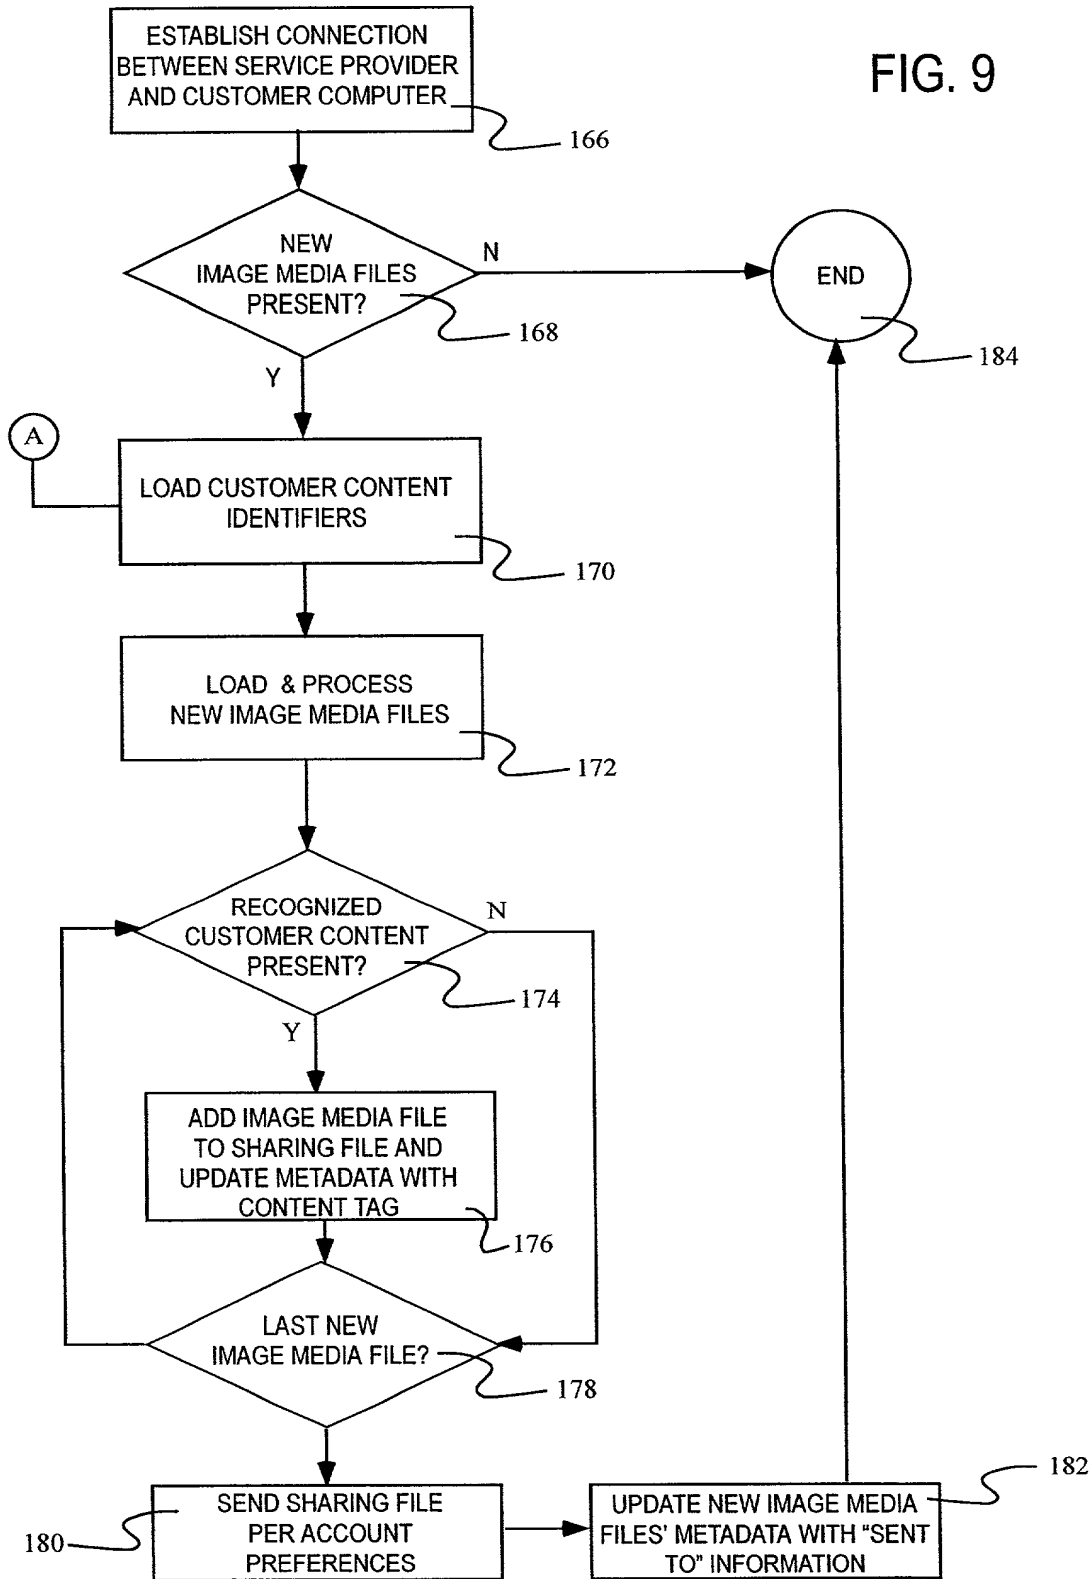 FIG. 9
ESTABLISH CONNECTION
BETWEEN SERVICE PROVIDER
AND CUSTOMER COMPUTER
166
NEW
IMAGE MEDIA FILES
PRESENT?
N
168
Y
END
184
A
LOAD CUSTOMER CONTENT
IDENTIFIERS
170
LOAD & PROCESS
NEW IMAGE MEDIA FILES
172
RECOGNIZED
CUSTOMER CONTENT
PRESENT?
N
174
Y
ADD IMAGE MEDIA FILE
TO SHARING FILE AND
UPDATE METADATA WITH
CONTENT TAG
176
LAST NEW
IMAGE MEDIA FILE?
178
SEND SHARING FILE
PER ACCOUNT
PREFERENCES
180
UPDATE NEW IMAGE MEDIA
FILES' METADATA WITH “SENT
TO” INFORMATION
182